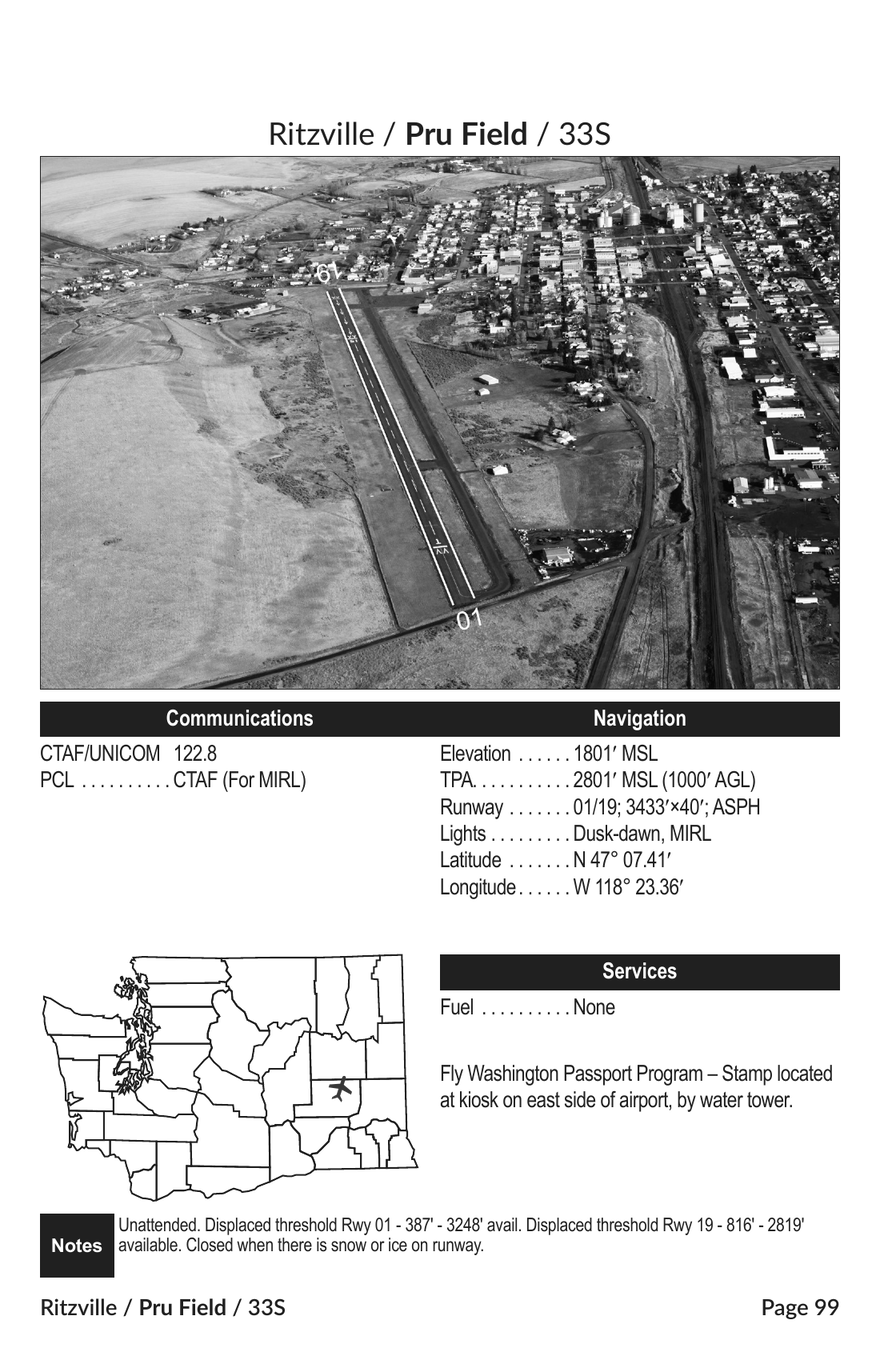 Ritzville / Pru Field / 33S
19
01
Communications
CTAF/UNICOM 122.8
PCL . . . . . . . . . . CTAF (For MIRL)
Navigation
Elevation . . . . . . 1801′ MSL
TPA. . . . . . . . . . . 2801′ MSL (1000′ AGL)
Runway . . . . . . . 01/19; 3433′×40′; ASPH
Lights . . . . . . . . . Dusk-dawn, MIRL
Latitude . . . . . . . N 47° 07.41′
Longitude . . . . . . W 118° 23.36′
Services
Fuel . . . . . . . . . . None
Fly Washington Passport Program – Stamp located
at kiosk on east side of airport, by water tower.
Notes
Unattended. Displaced threshold Rwy 01 - 387' - 3248' avail. Displaced threshold Rwy 19 - 816' - 2819'
available. Closed when there is snow or ice on runway.
Ritzville / Pru Field / 33S
Page 99